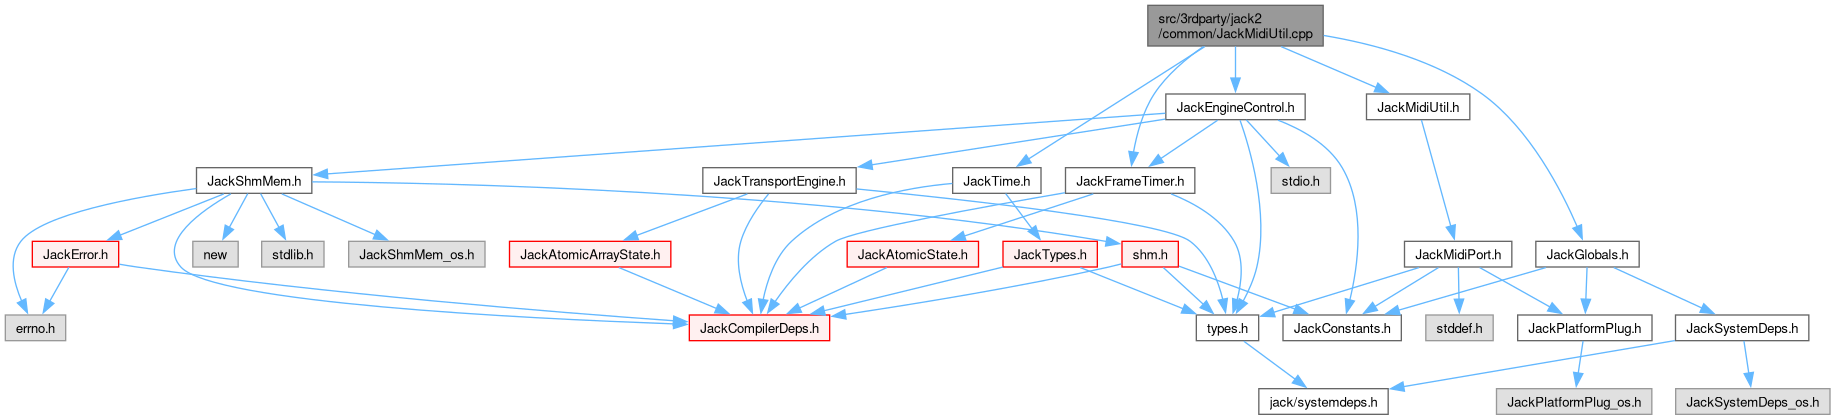 src/3rdparty/jack2
/common/JackMidiUtil.cpp
JackEngineControl.h
JackMidiUtil.h
JackShmMem.h
JackTransportEngine.h
JackTime.h
JackFrameTimer.h
stdio.h
JackError.h
new
stdlib.h
JackShmMem_os.h
JackAtomicArrayState.h
JackAtomicState.h
JackTypes.h
shm.h
JackMidiPort.h
JackGlobals.h
errno.h
JackCompilerDeps.h
types.h
JackConstants.h
stddef.h
JackPlatformPlug.h
JackSystemDeps.h
jack/systemdeps.h
JackPlatformPlug_os.h
JackSystemDeps_os.h